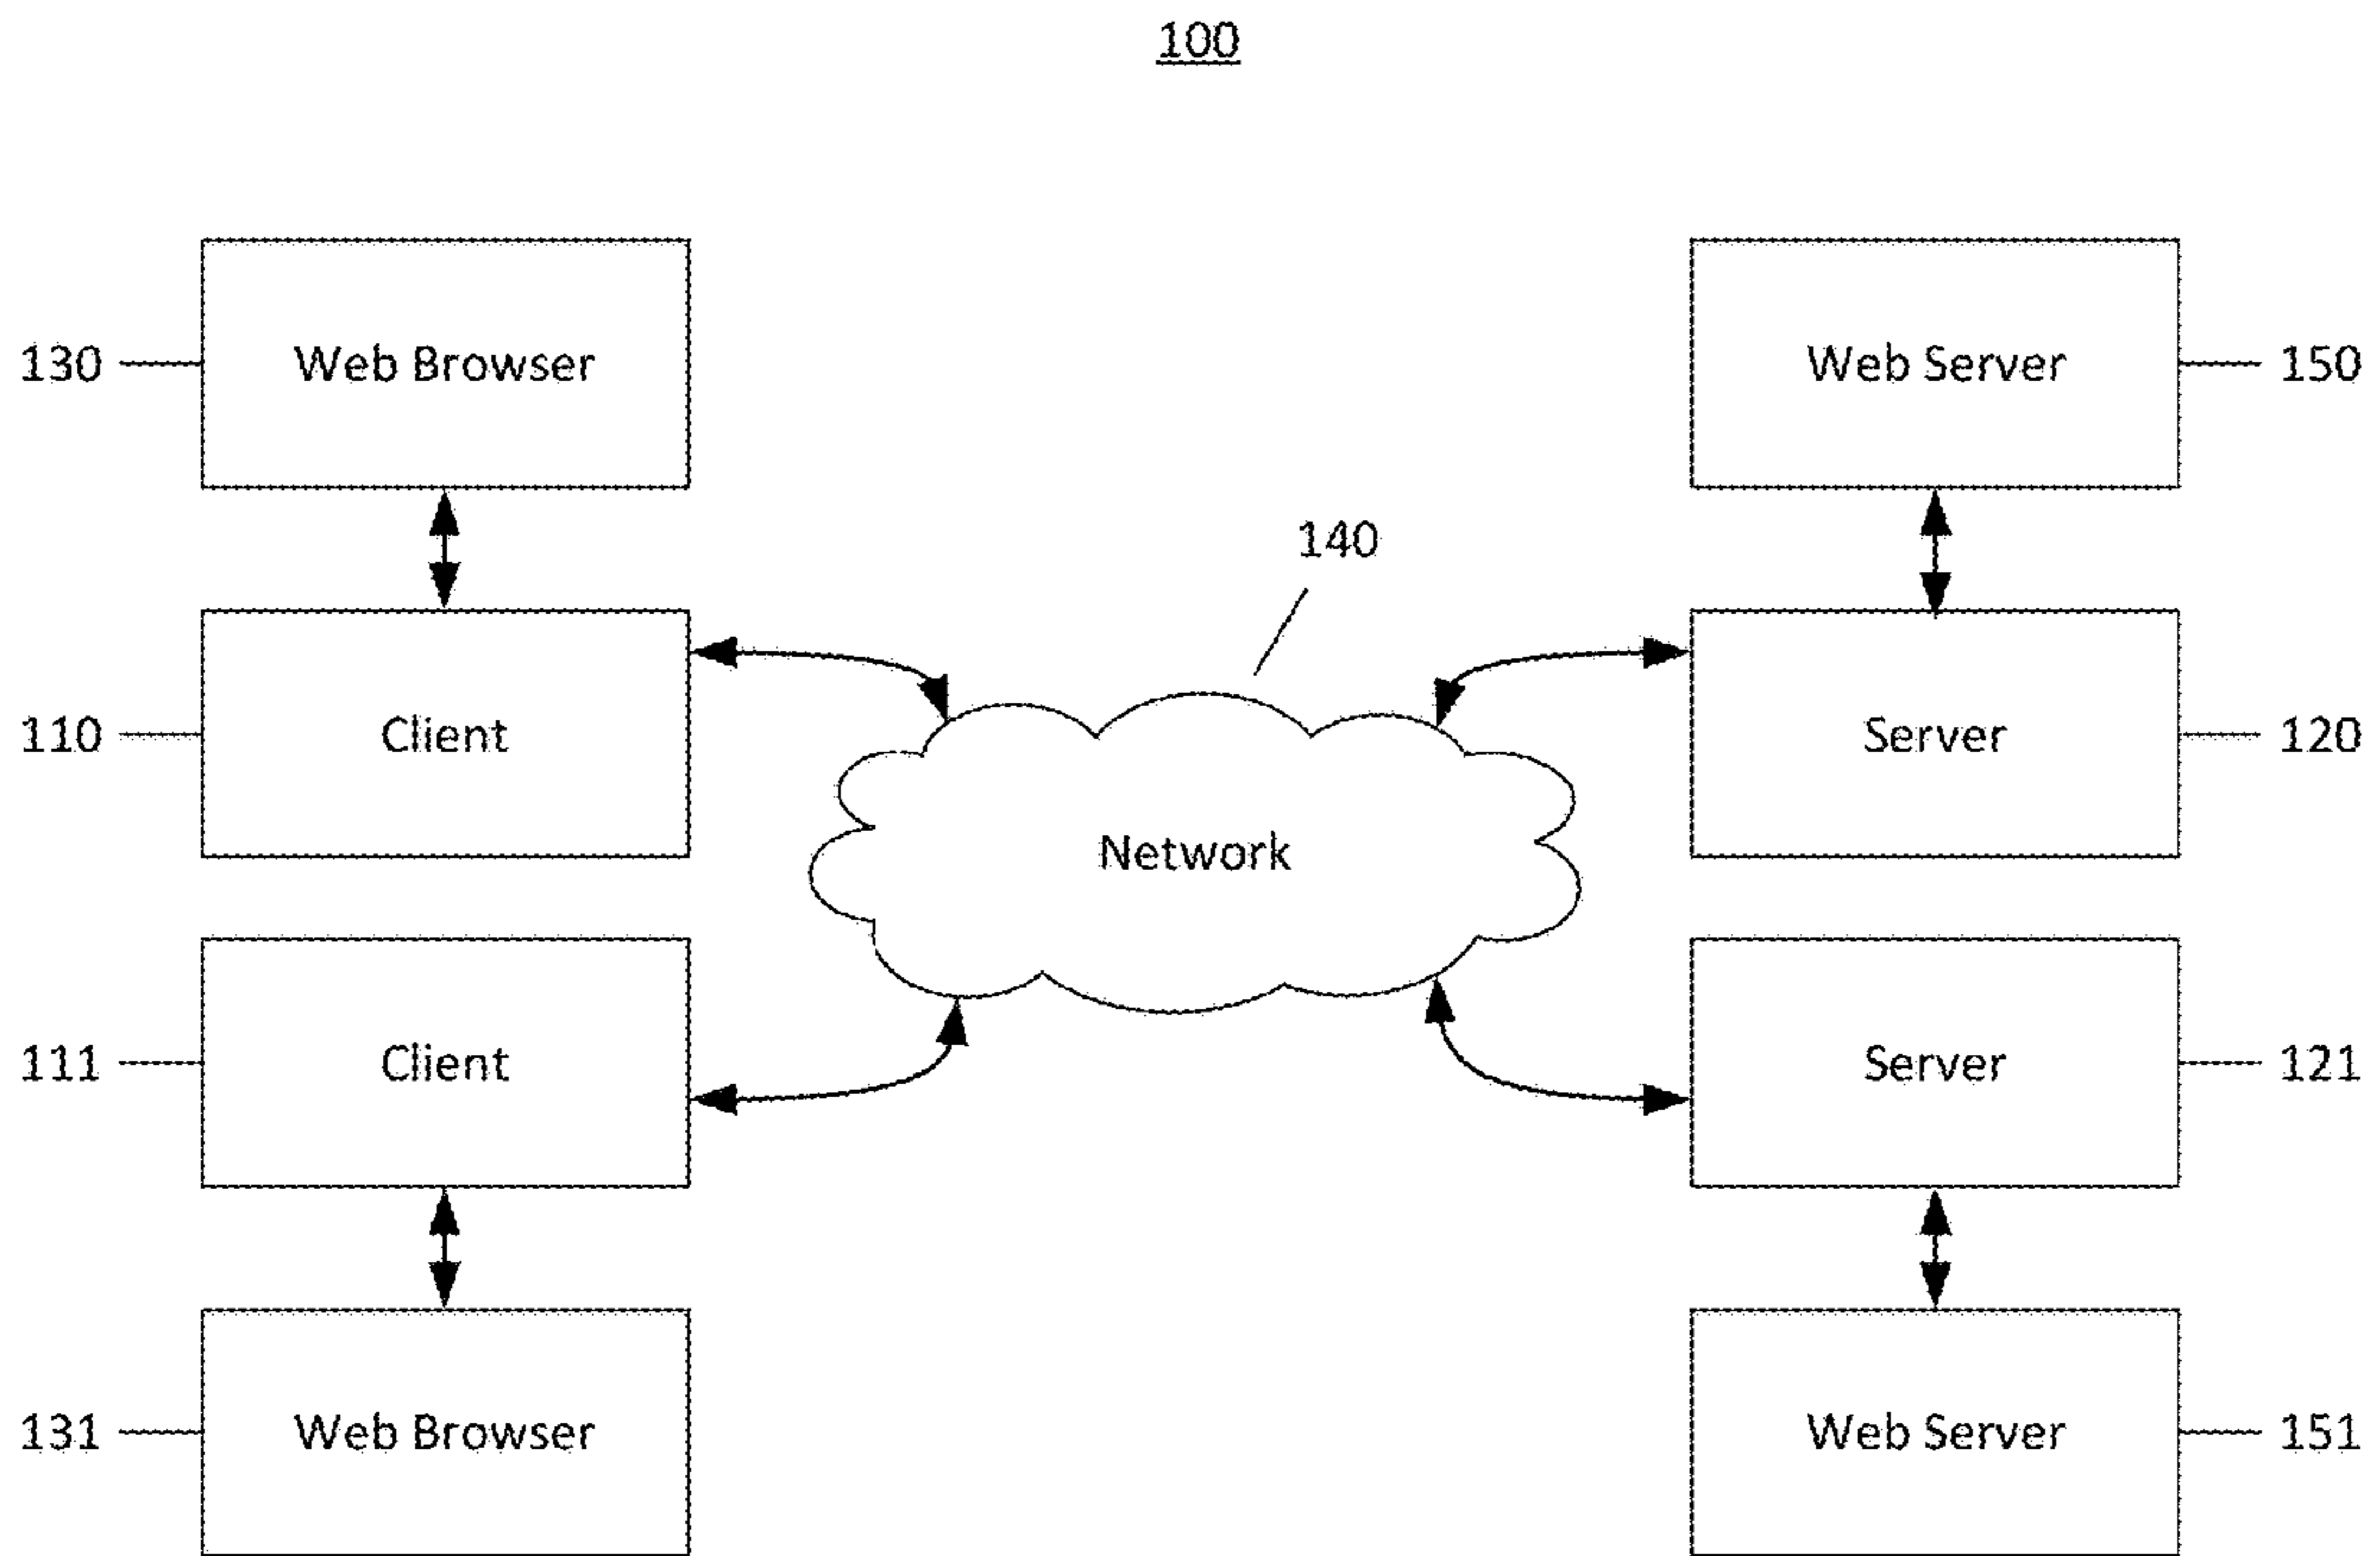 100
130 Web Browser
Web Server 150
140
110 Client
Server 120
Network
111 Client
Server 121
131 Web Browser
Web Server 151